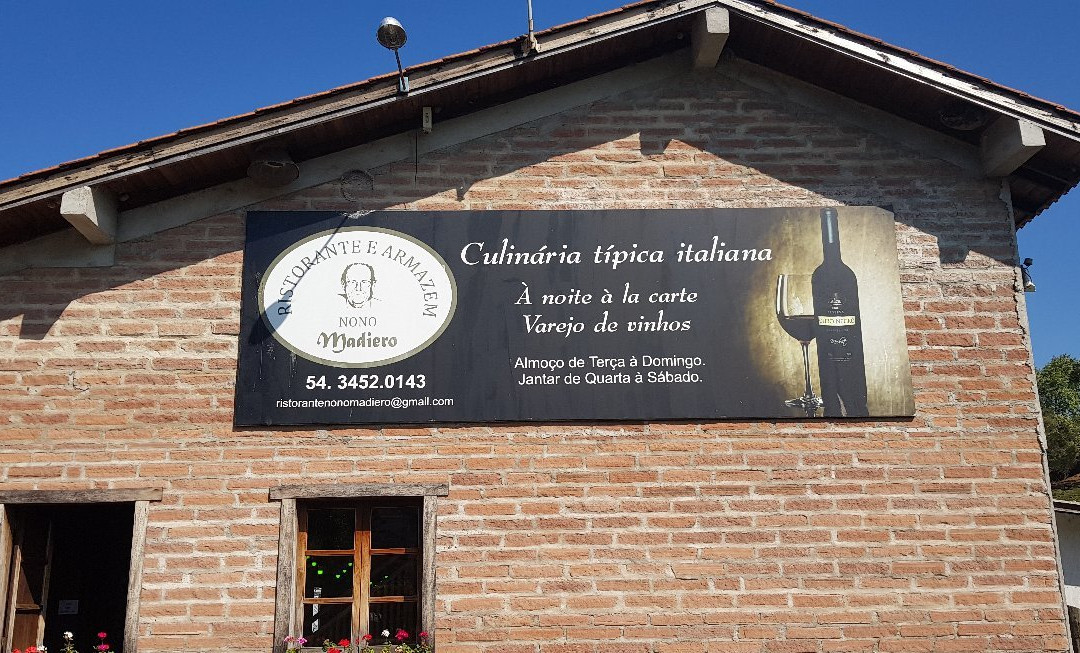 RISTORANTE E ARMAZEM
NONO
Madiero
54. 3452.0143
ristorantenonomadiero@gmail.com
Culinária típica italiana
À noite à la carte
Varejo de vinhos
Almoço de Terça à Domingo.
Jantar de Quarta à Sábado.